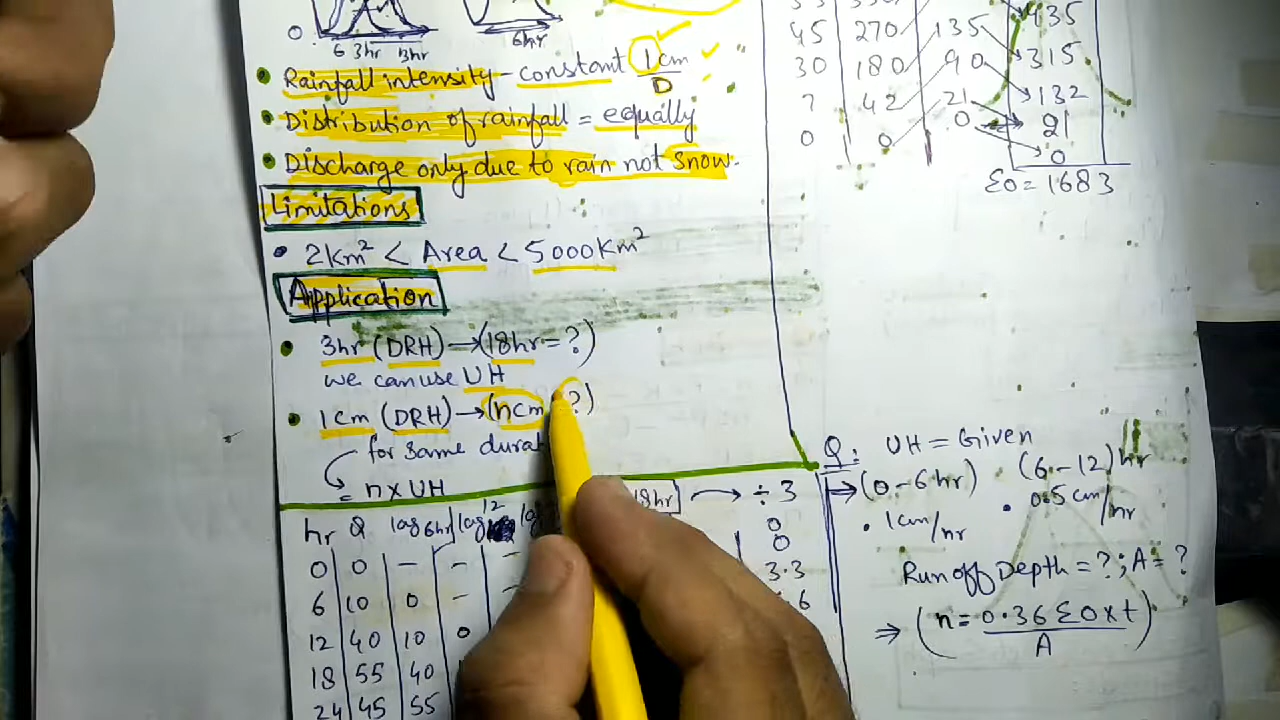 0
6 3hr 3hr
6hr
• Rainfall intensity - constant 1cm/D
• Distribution of rainfall = equally
• Discharge only due to rain not snow.
Limitations
• 2km² < Area < 5000Km²
Application
• 3hr (DRH) → (18hr = ?)
we can use UH
• 1cm (DRH) → (ncm ?)
for same durat
= n x UH
hr Q lag 6hr lag 12 18hr → ÷ 3
0 0 - - - 0
0
6 10 0 - - 3.3
12 40 10 0 6
18 55 40
24 45 55
435
45 270 135 315
30 180 90 132
7 42 21 21
0 0 0 0
Σo = 1683
Q: UH = Given
→ (0-6hr) (6-12)hr
• 1cm/hr • 0.5cm/hr
Runoff Depth = ? ; A = ?
⇒ (n = 0.36 ΣO x t / A)